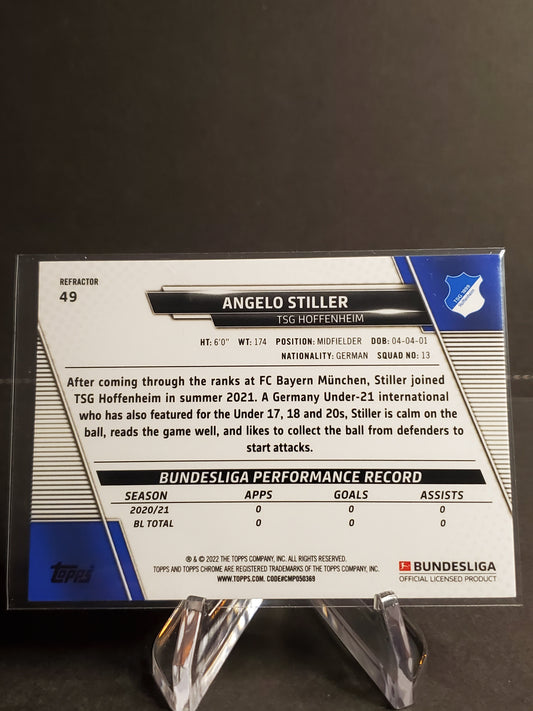 REFRACTOR
49
ANGELO STILLER
TSG HOFFENHEIM
TSG 1899
HOFFENHEIM
HT: 6'0" WT: 174 POSITION: MIDFIELDER DOB: 04-04-01
NATIONALITY: GERMAN SQUAD NO: 13
After coming through the ranks at FC Bayern München, Stiller joined
TSG Hoffenheim in summer 2021. A Germany Under-21 international
who has also featured for the Under 17, 18 and 20s, Stiller is calm on the
ball, reads the game well, and likes to collect the ball from defenders to
start attacks.
BUNDESLIGA PERFORMANCE RECORD
SEASON APPS GOALS ASSISTS
2020/21 0 0 0
BL TOTAL 0 0 0
topps
® & © 2022 THE TOPPS COMPANY, INC. ALL RIGHTS RESERVED.
TOPPS AND TOPPS CHROME ARE REGISTERED TRADEMARKS OF THE TOPPS COMPANY, INC.
WWW.TOPPS.COM. CODE#CMP050369
BUNDESLIGA
OFFICIAL LICENSED PRODUCT